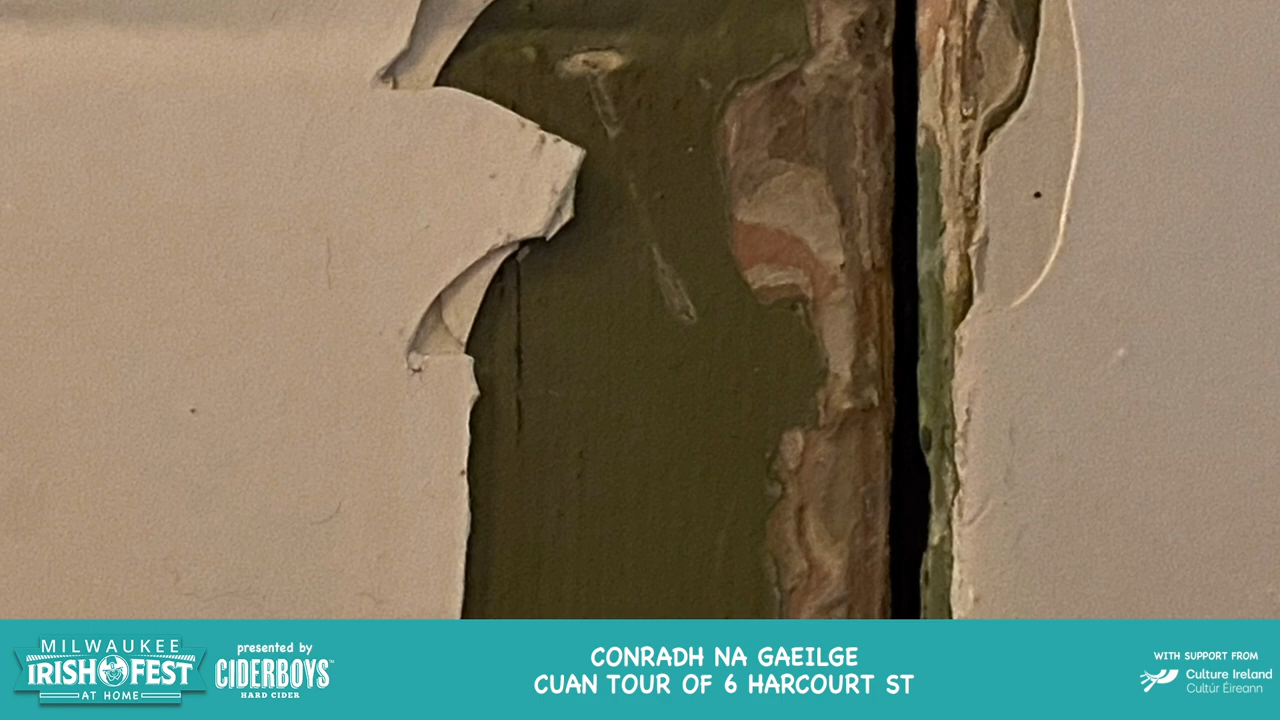 MILWAUKEE
IRISH FEST
AT HOME
presented by
CIDERBOYS™
HARD CIDER
CONRADH NA GAEILGE
CUAN TOUR OF 6 HARCOURT ST
WITH SUPPORT FROM
Culture Ireland
Cultúr Éireann